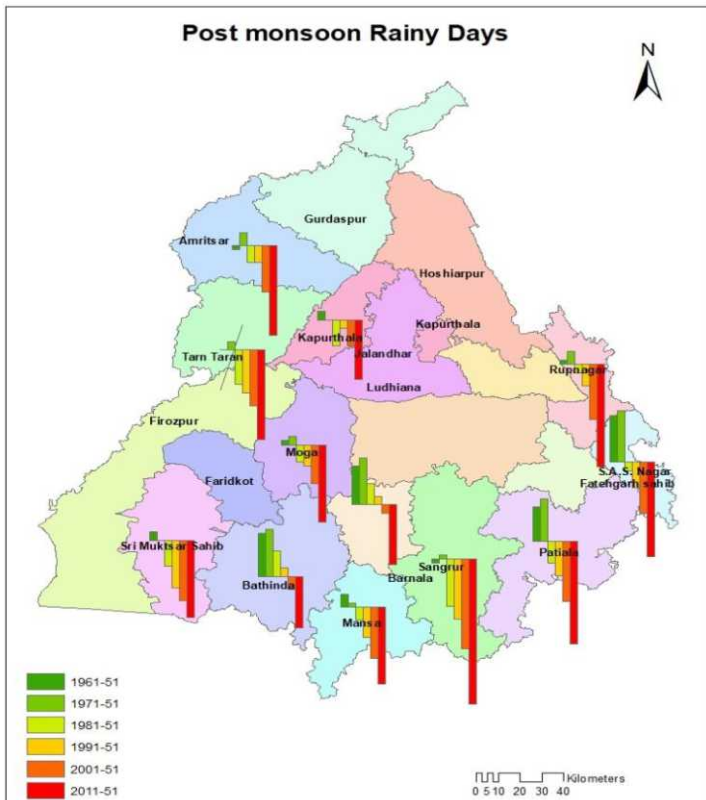 Post monsoon Rainy Days
N
Gurdaspur
Amritsar
Hoshiarpur
Kapurthala
Kapurthala
Jalandhar
Tarn Taran
Rupnagar
Ludhiana
Firozpur
Moga
S.A.S. Nagar
Fatehgarh sahib
Faridkot
Sri Muktsar Sahib
Patiala
Sangrur
Barnala
Bathinda
Mansa
1961-51
1971-51
1981-51
1991-51
2001-51
2011-51
Kilometers
0 5 10 20 30 40